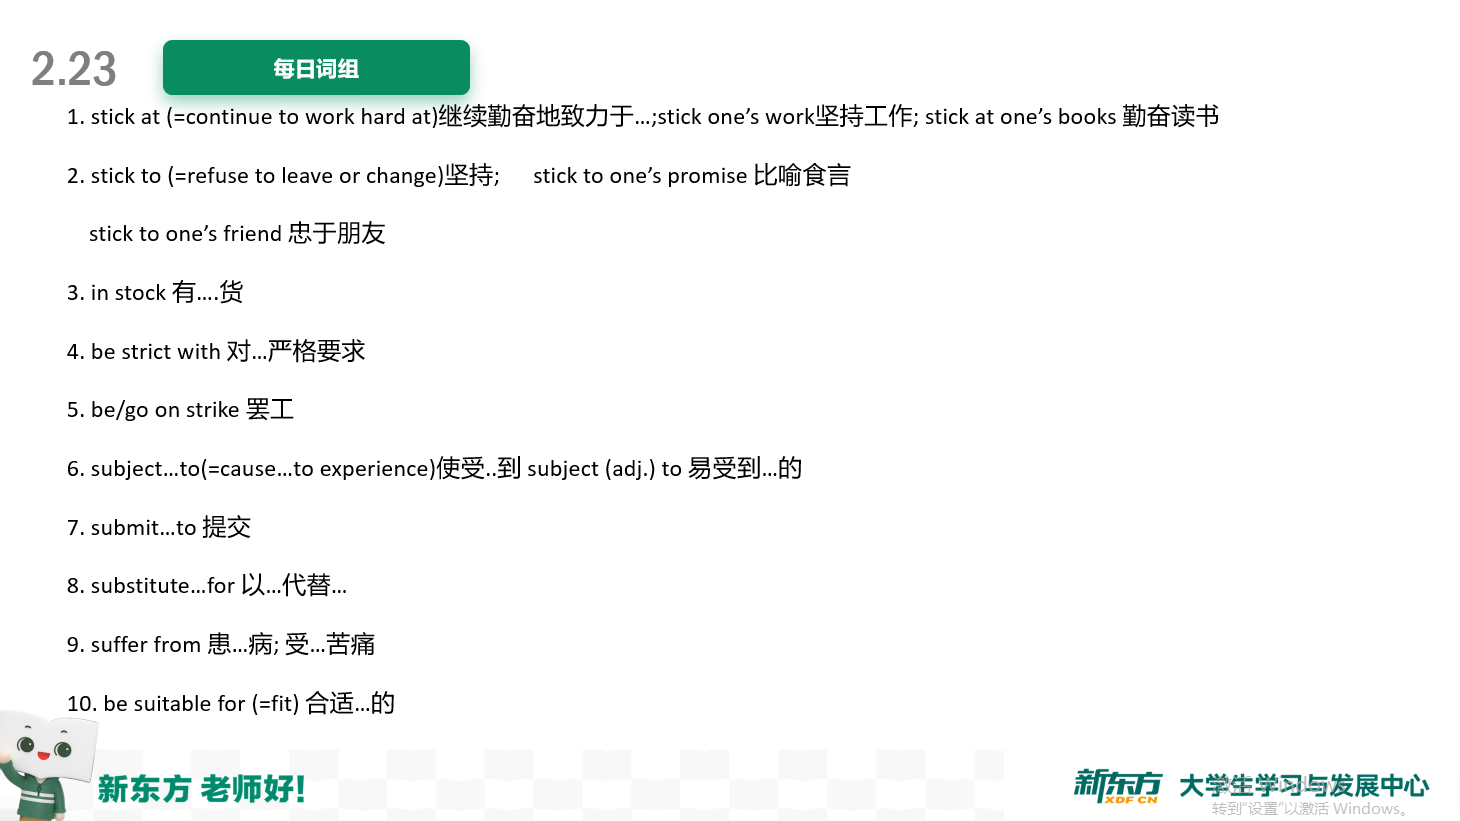 2.23
每日词组
1. stick at (=continue to work hard at)继续勤奋地致力于...;stick one’s work坚持工作; stick at one’s books 勤奋读书
2. stick to (=refuse to leave or change)坚持; stick to one’s promise 比喻食言
stick to one’s friend 忠于朋友
3. in stock 有....货
4. be strict with 对...严格要求
5. be/go on strike 罢工
6. subject...to(=cause...to experience)使受..到 subject (adj.) to 易受到...的
7. submit...to 提交
8. substitute...for 以...代替...
9. suffer from 患...病; 受...苦痛
10. be suitable for (=fit) 合适...的
新东方 老师好!
新东方 XDF.CN 大学生学习与发展中心
激活 Windows
转到“设置”以激活 Windows。